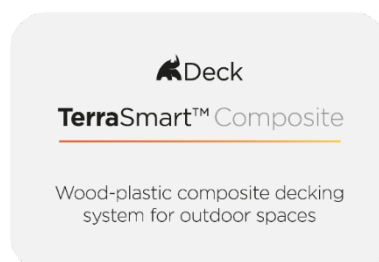 Deck
TerraSmart™ Composite
Wood-plastic composite decking
system for outdoor spaces